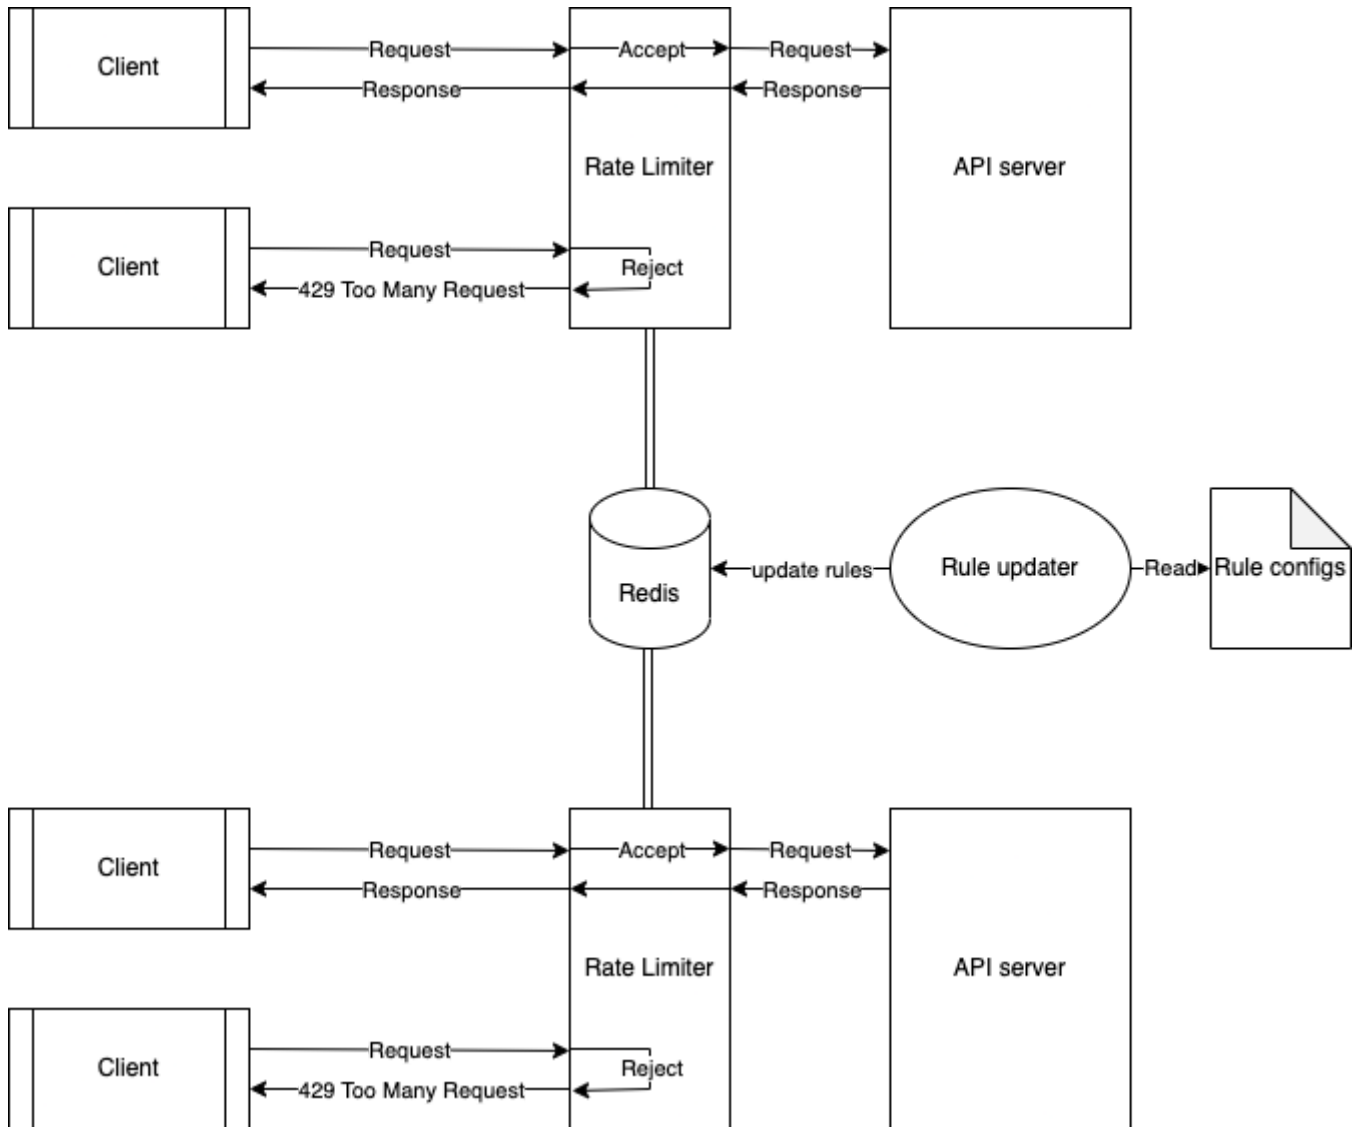 Request
Accept
Request
Client
Response
Response
Rate Limiter
API server
Request
Client
Reject
429 Too Many Request
Redis
update rules
Rule updater
Read
Rule configs
Request
Accept
Request
Client
Response
Response
Rate Limiter
API server
Request
Client
Reject
429 Too Many Request